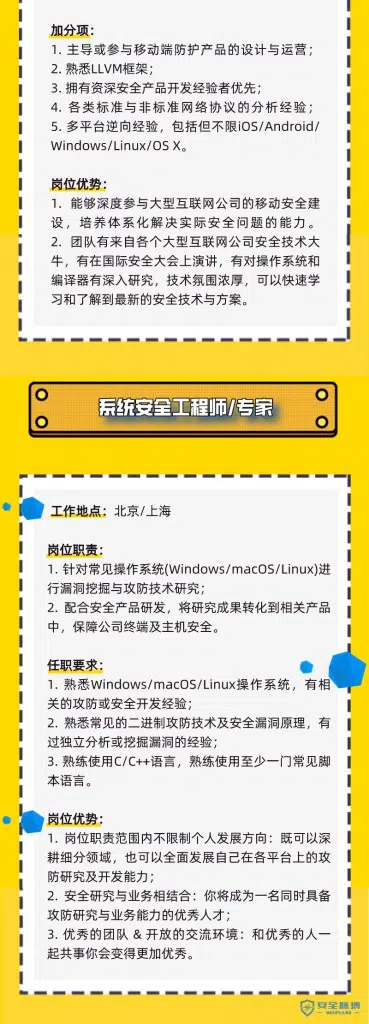 加分项：
1. 主导或参与移动端防护产品的设计与运营；
2. 熟悉LLVM框架；
3. 拥有资深安全产品开发经验者优先；
4. 各类标准与非标准网络协议的分析经验；
5. 多平台逆向经验，包括但不限iOS/Android/
Windows/Linux/OS X。
岗位优势：
1. 能够深度参与大型互联网公司的移动安全建
设，培养体系化解决实际安全问题的能力。
2. 团队有来自各个大型互联网公司安全技术大
牛，有在国际安全大会上演讲，有对操作系统和
编译器有深入研究，技术氛围浓厚，可以快速学
习和了解到最新的安全技术与方案。
系统安全工程师/专家
工作地点：北京/上海
岗位职责：
1. 针对常见操作系统(Windows/macOS/Linux)进
行漏洞挖掘与攻防技术研究；
2. 配合安全产品研发，将研究成果转化到相关产品
中，保障公司终端及主机安全。
任职要求：
1. 熟悉Windows/macOS/Linux操作系统，有相
关的攻防或安全开发经验；
2. 熟悉常见的二进制攻防技术及安全漏洞原理，有
过独立分析或挖掘漏洞的经验；
3. 熟练使用C/C++语言，熟练使用至少一门常见脚
本语言。
岗位优势：
1. 岗位职责范围内不限制个人发展方向：既可以深
耕细分领域，也可以全面发展自己在各平台上的攻
防研究及开发能力；
2. 安全研究与业务相结合：你将成为一名同时具备
攻防研究与业务能力的优秀人才；
3. 优秀的团队 & 开放的交流环境：和优秀的人一
起共事你会变得更加优秀。
安全脉搏